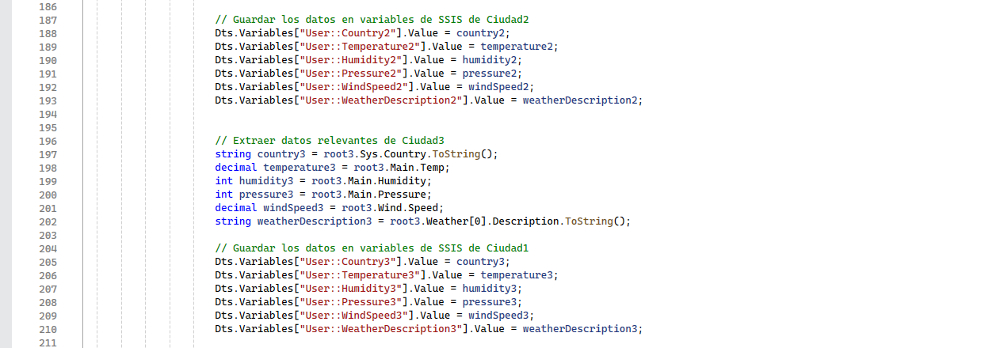 186
187 // Guardar los datos en variables de SSIS de Ciudad2
188 Dts.Variables["User::Country2"].Value = country2;
189 Dts.Variables["User::Temperature2"].Value = temperature2;
190 Dts.Variables["User::Humidity2"].Value = humidity2;
191 Dts.Variables["User::Pressure2"].Value = pressure2;
192 Dts.Variables["User::WindSpeed2"].Value = windSpeed2;
193 Dts.Variables["User::WeatherDescription2"].Value = weatherDescription2;
194
195
196 // Extraer datos relevantes de Ciudad3
197 string country3 = root3.Sys.Country.ToString();
198 decimal temperature3 = root3.Main.Temp;
199 int humidity3 = root3.Main.Humidity;
200 int pressure3 = root3.Main.Pressure;
201 decimal windSpeed3 = root3.Wind.Speed;
202 string weatherDescription3 = root3.Weather[0].Description.ToString();
203
204 // Guardar los datos en variables de SSIS de Ciudad1
205 Dts.Variables["User::Country3"].Value = country3;
206 Dts.Variables["User::Temperature3"].Value = temperature3;
207 Dts.Variables["User::Humidity3"].Value = humidity3;
208 Dts.Variables["User::Pressure3"].Value = pressure3;
209 Dts.Variables["User::WindSpeed3"].Value = windSpeed3;
210 Dts.Variables["User::WeatherDescription3"].Value = weatherDescription3;
211